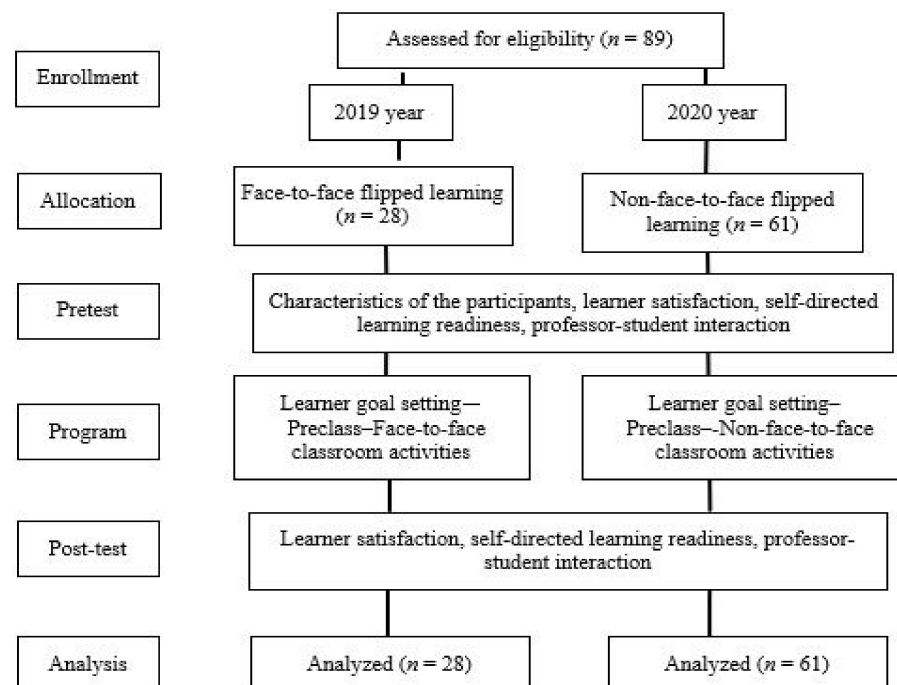 Assessed for eligibility (n = 89)
Enrollment
2019 year
2020 year
Allocation
Face-to-face flipped learning
(n = 28)
Non-face-to-face flipped
learning (n = 61)
Pretest
Characteristics of the participants, learner satisfaction, self-directed
learning readiness, professor-student interaction
Program
Learner goal setting—
Preclass–Face-to-face
classroom activities
Learner goal setting–
Preclass–-Non-face-to-face
classroom activities
Post-test
Learner satisfaction, self-directed learning readiness, professor-
student interaction
Analysis
Analyzed (n = 28)
Analyzed (n = 61)